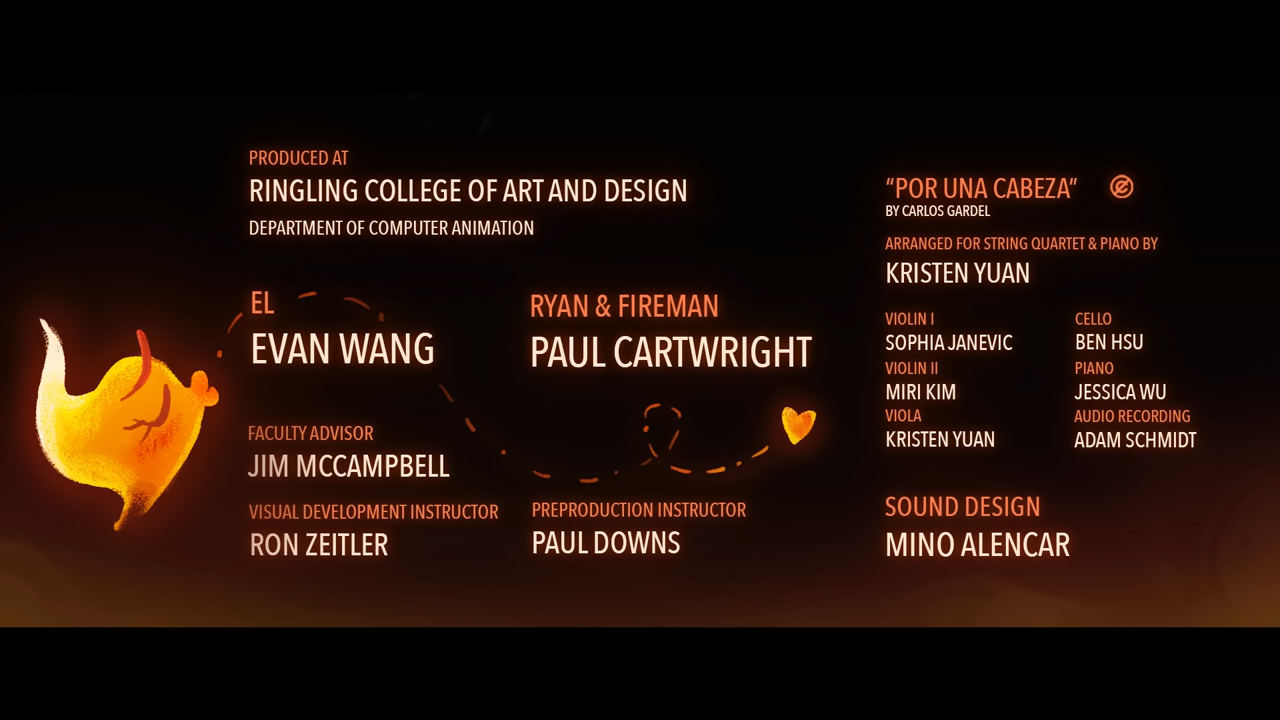 PRODUCED AT
RINGLING COLLEGE OF ART AND DESIGN
DEPARTMENT OF COMPUTER ANIMATION
EL
EVAN WANG
RYAN & FIREMAN
PAUL CARTWRIGHT
FACULTY ADVISOR
JIM MCCAMPBELL
VISUAL DEVELOPMENT INSTRUCTOR
RON ZEITLER
PREPRODUCTION INSTRUCTOR
PAUL DOWNS
"POR UNA CABEZA"
BY CARLOS GARDEL
ARRANGED FOR STRING QUARTET & PIANO BY
KRISTEN YUAN
VIOLIN I
SOPHIA JANEVIC
VIOLIN II
MIRI KIM
VIOLA
KRISTEN YUAN
CELLO
BEN HSU
PIANO
JESSICA WU
AUDIO RECORDING
ADAM SCHMIDT
SOUND DESIGN
MINO ALENCAR